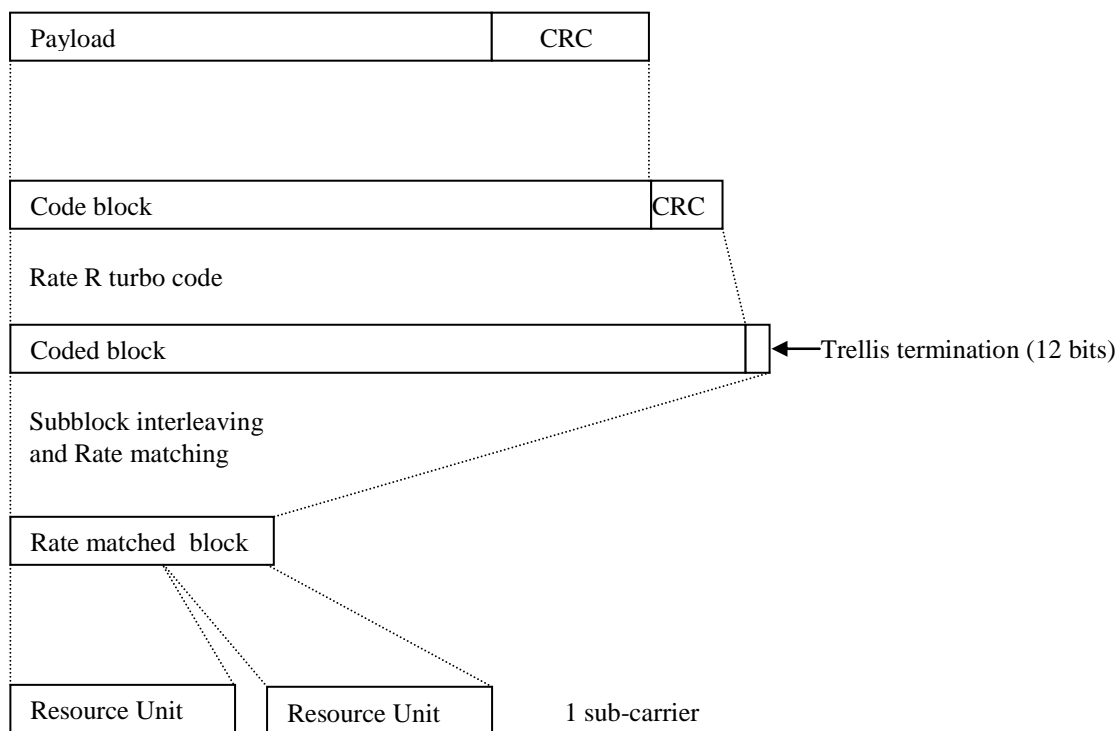 Payload CRC
Code block CRC
Rate R turbo code
Coded block Trellis termination (12 bits)
Subblock interleaving
and Rate matching
Rate matched block
Resource Unit Resource Unit 1 sub-carrier